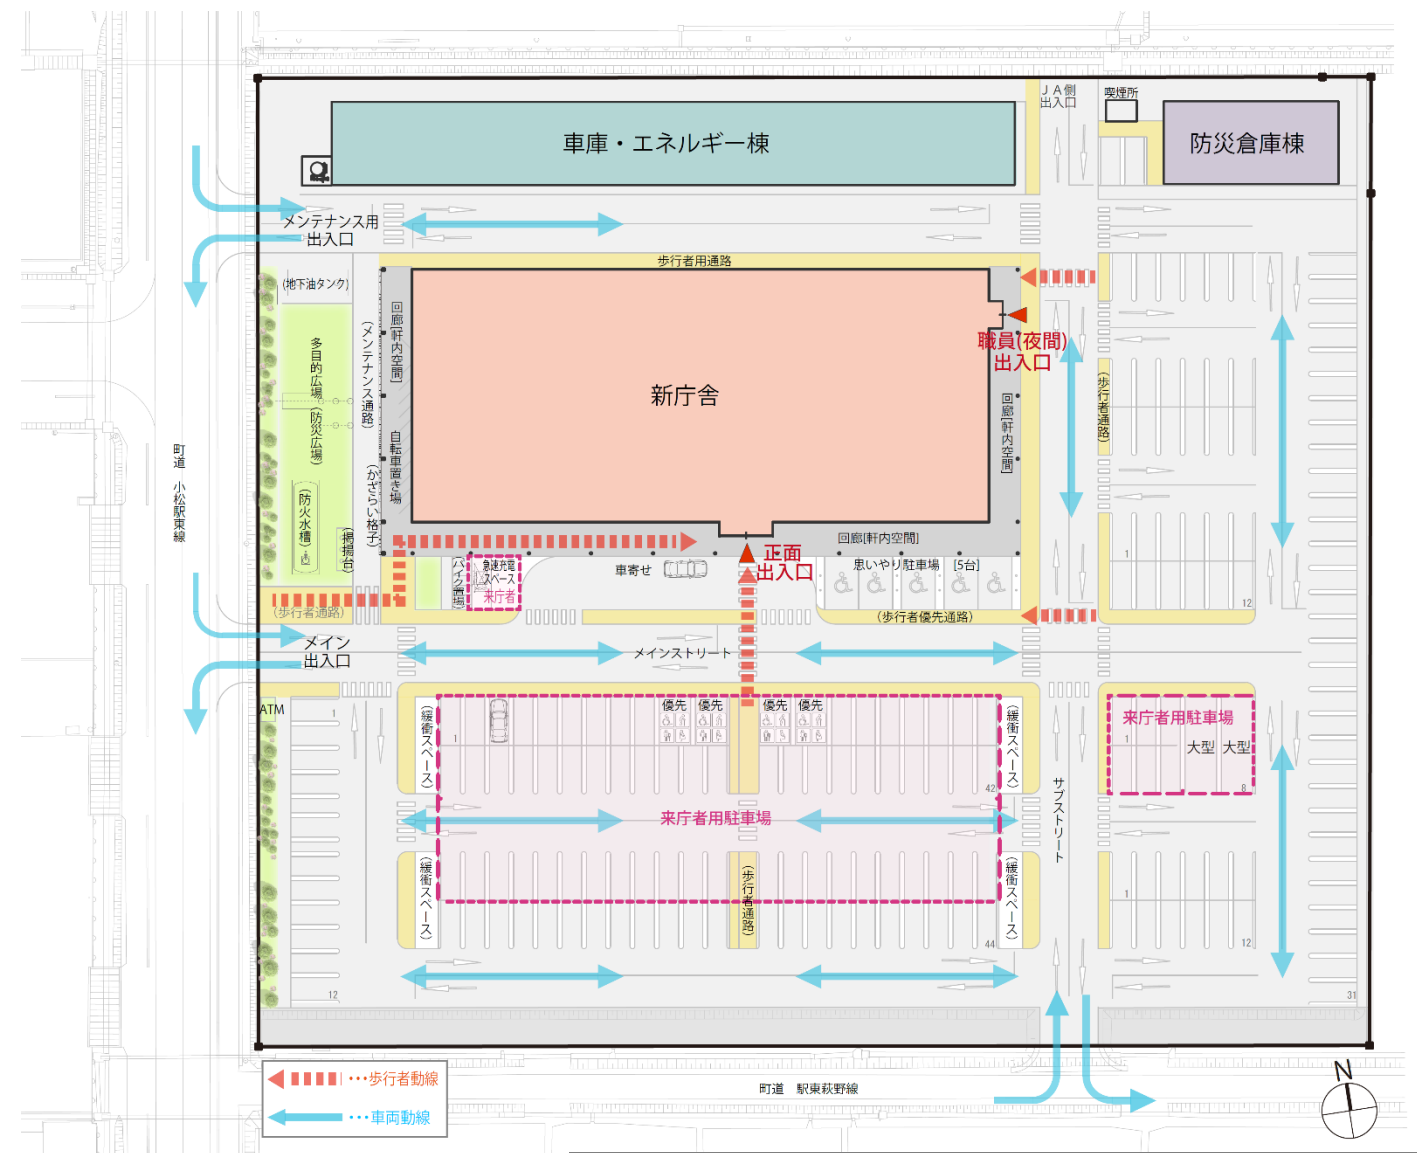 ＪＡ側
出入口
喫煙所
車庫・エネルギー棟
防災倉庫棟
メンテナンス用
出入口
歩行者用通路
(地下油タンク)
回廊[軒内空間]
(メンテナンス通路)
多目的広場(防災広場)
職員(夜間)
出入口
新庁舎
(歩行者通路)
回廊[軒内空間]
自転車置き場
(かざらい格子)
町道 小松駅東線
(防火水槽)
(掲揚台)
回廊[軒内空間]
正面
出入口
(バイク置場)
急速充電
スペース
来庁者
車寄せ
思いやり駐車場 [5台]
1
12
(歩行者通路)
(歩行者優先通路)
メイン
出入口
メインストリート
ATM
1
(緩衝スペース)
優先
優先
優先
優先
(緩衝スペース)
来庁者用駐車場
1
1
大型
大型
42
8
サブストリート
来庁者用駐車場
(緩衝スペース)
(歩行者通路)
(緩衝スペース)
1
44
12
12
31
･･･歩行者動線
･･･車両動線
町道 駅東萩野線
N